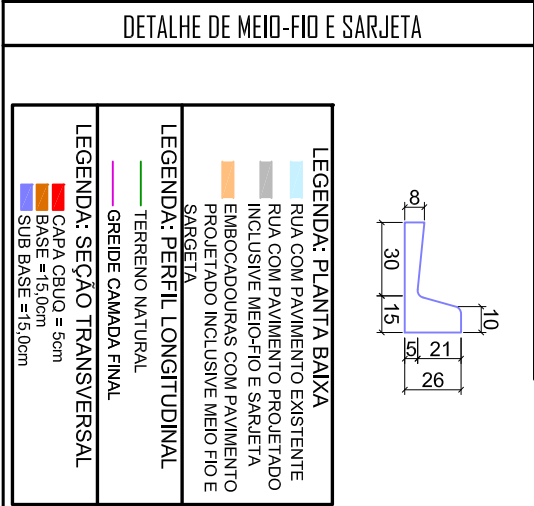 DETALHE DE MEIO-FIO E SARJETA
LEGENDA: PLANTA BAIXA
RUA COM PAVIMENTO EXISTENTE
RUA COM PAVIMENTO PROJETADO
INCLUSIVE MEIO-FIO E SARJETA
EMBOCADOURAS COM PAVIMENTO
PROJETADO INCLUSIVE MEIO FIO E
SARGETA
LEGENDA: PERFIL LONGITUDINAL
TERRENO NATURAL
GREIDE CAMADA FINAL
LEGENDA: SEÇÃO TRANSVERSAL
CAPA CBUQ = 5cm
BASE =15,0cm
SUB BASE =15,0cm
8
30
15
10
5
21
26